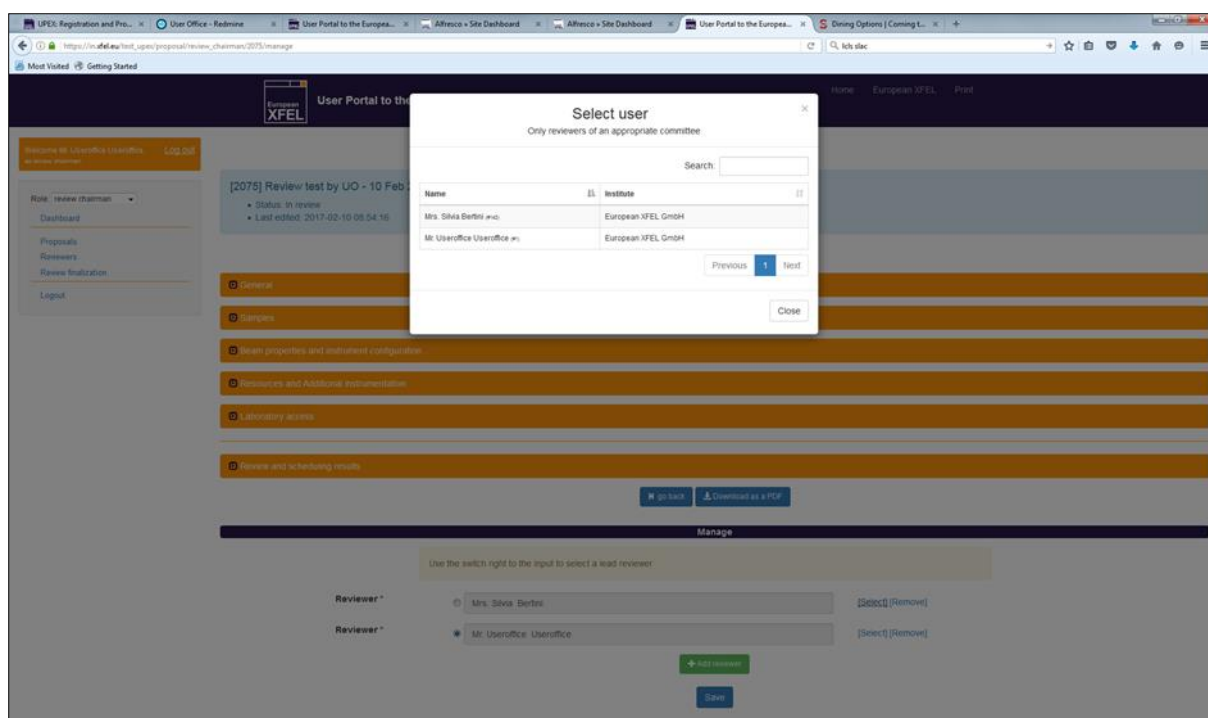 UPEX: Registration and Pro...
User Office - Redmine
User Portal to the Europea...
Alfresco » Site Dashboard
Alfresco » Site Dashboard
User Portal to the Europea...
Dining Options | Coming t...
https://in.xfel.eu/test_upex/proposal/review_chairman/2075/manage
lcls slac
Most Visited
Getting Started
European
XFEL
User Portal to the
Home
European XFEL
Print
Welcome Mr. Useroffice Useroffice
as review chairman
Log out
Role: review chairman
Dashboard
Proposals
Reviewers
Review finalization
Logout
[2075] Review test by UO - 10 Feb
Status: In review
Last edited: 2017-02-10 08:54:16
Select user
×
Only reviewers of an appropriate committee
Search:
Name
Institute
Mrs. Silvia Bertini
European XFEL GmbH
Mr. Useroffice Useroffice
European XFEL GmbH
Previous
1
Next
Close
General
Samples
Beam properties and instrument configuration
Resources and Additional Instrumentation
Laboratory access
Review and scheduling results
go back
Download as a PDF
Manage
Use the switch right to the input to select a lead reviewer
Reviewer *
Mrs. Silvia Bertini
[Select] [Remove]
Reviewer *
Mr. Useroffice Useroffice
[Select] [Remove]
Add reviewer
Save